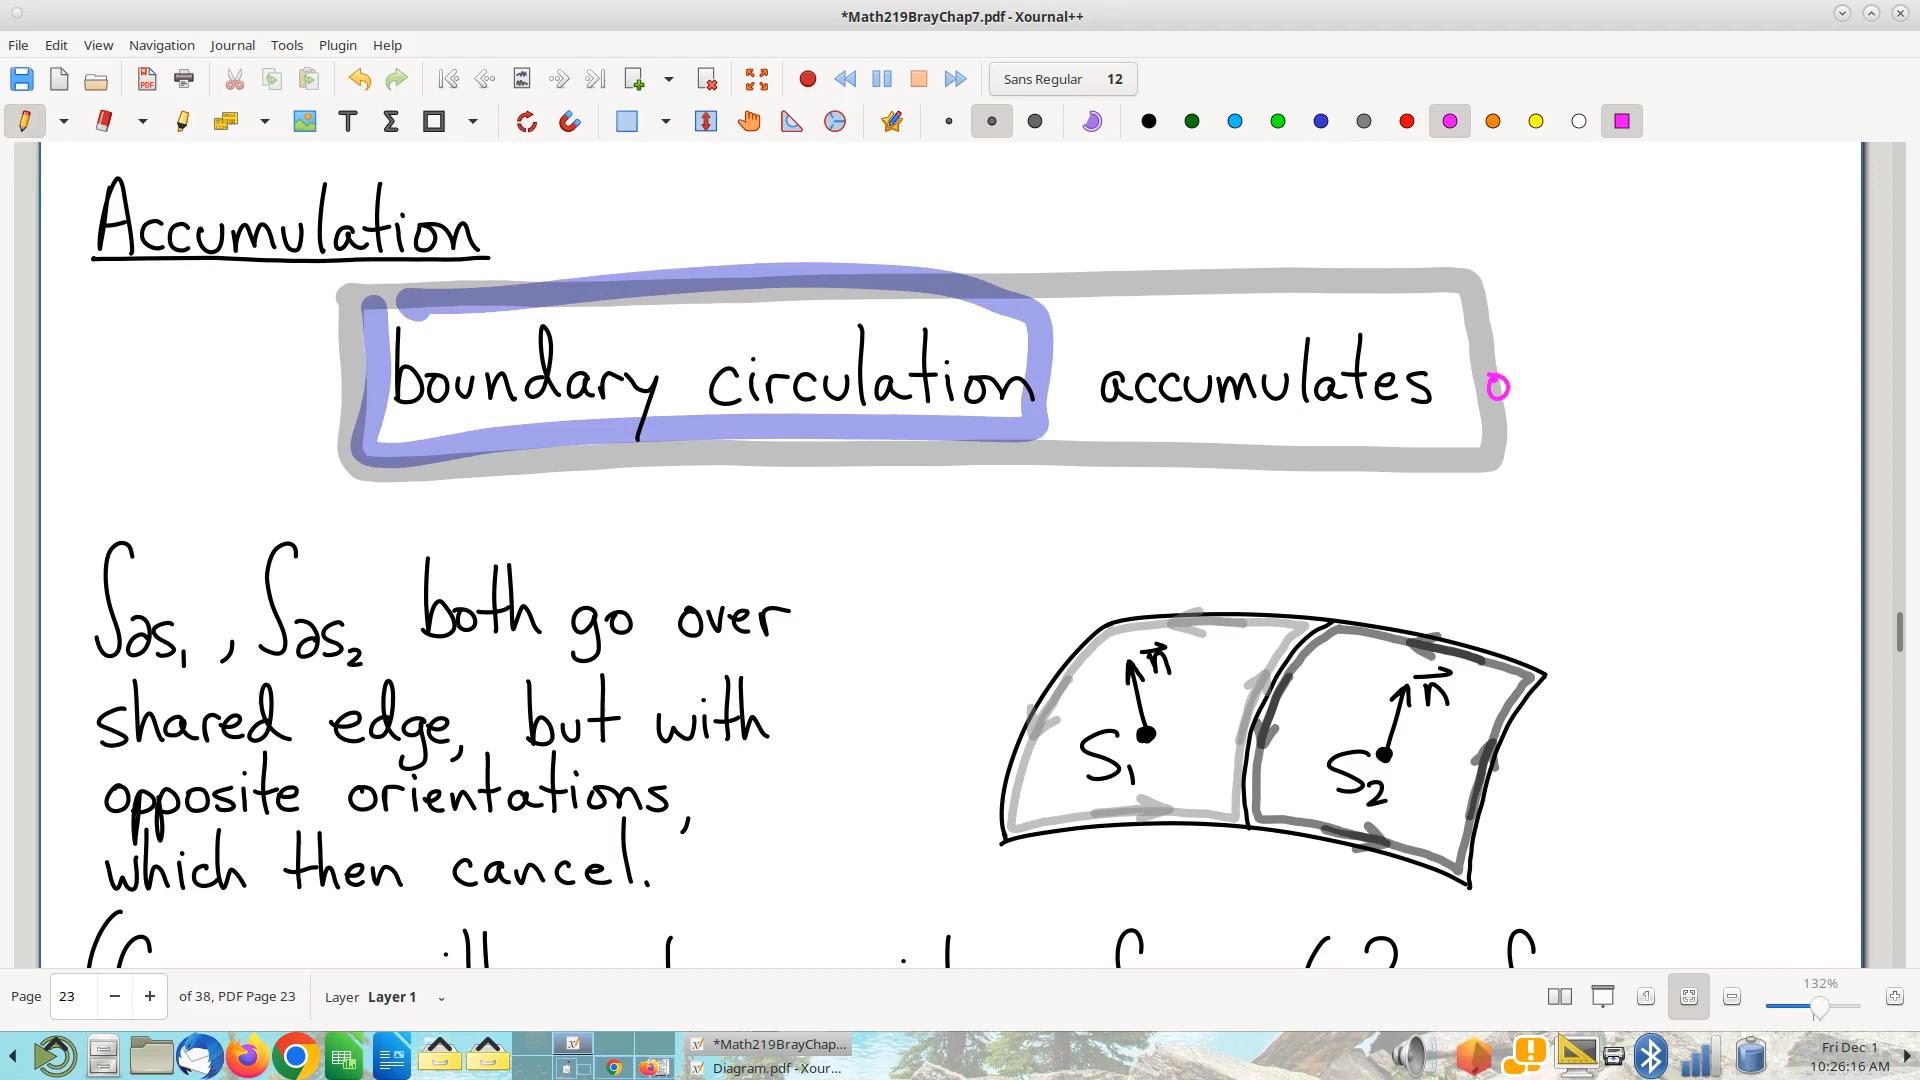 *Math219BrayChap7.pdf - Xournal++
File Edit View Navigation Journal Tools Plugin Help
Sans Regular 12
Accumulation
boundary circulation accumulates
∫∂S₁ , ∫∂S₂ both go over
shared edge, but with
opposite orientations,
which then cancel.
n⃗
n⃗
S₁
S₂
Page 23 of 38, PDF Page 23 Layer Layer 1
132%
*Math219BrayChap...
Diagram.pdf - Xour...
Fri Dec 1
10:26:16 AM